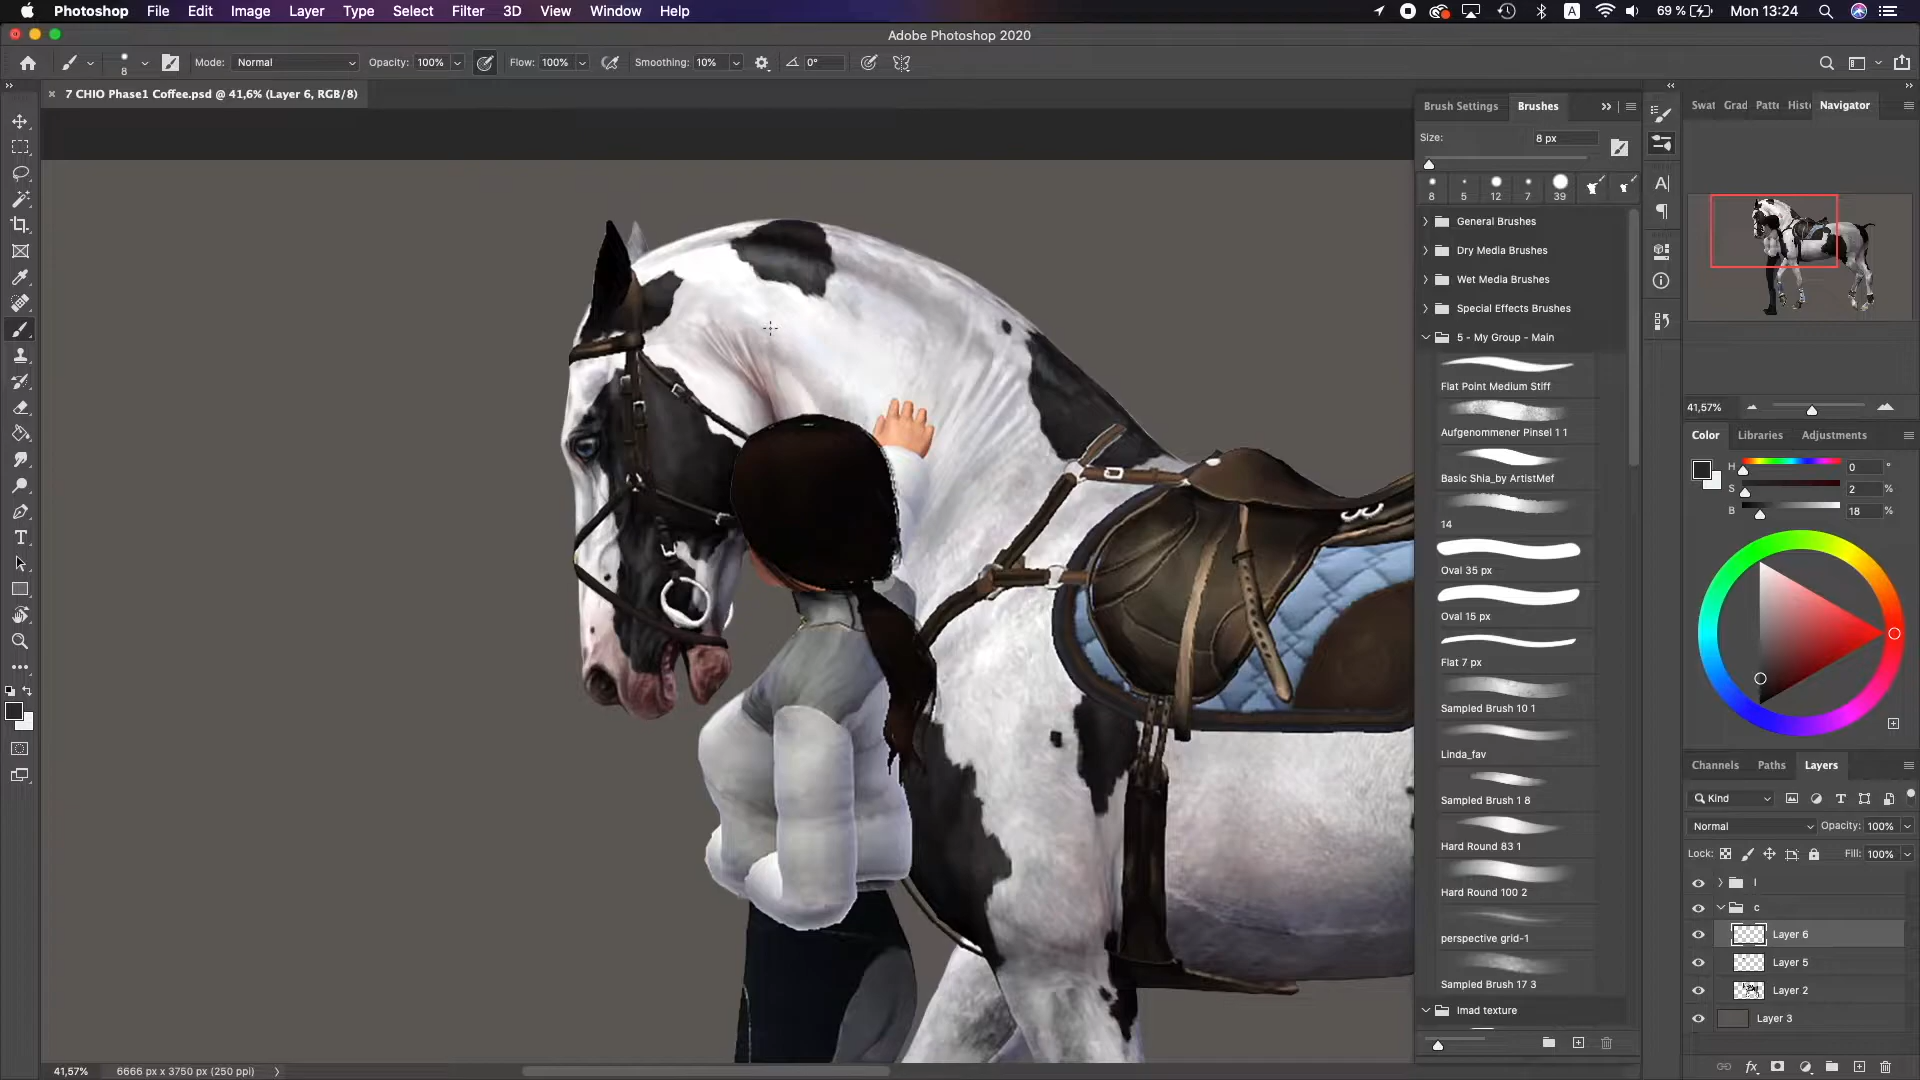 Photoshop File Edit Image Layer Type Select Filter 3D View Window Help A 69 % Mon 13:24
Adobe Photoshop 2020
8 Mode: Normal Opacity: 100% Flow: 100% Smoothing: 10% 0°
× 7 CHIO Phase1 Coffee.psd @ 41,6% (Layer 6, RGB/8)
Brush Settings Brushes
Size: 8 px
8 5 12 7 39
General Brushes
Dry Media Brushes
Wet Media Brushes
Special Effects Brushes
5 - My Group - Main
Flat Point Medium Stiff
Aufgenommener Pinsel 1 1
Basic Shia_by ArtistMef
14
Oval 35 px
Oval 15 px
Flat 7 px
Sampled Brush 10 1
Linda_fav
Sampled Brush 1 8
Hard Round 83 1
Hard Round 100 2
perspective grid-1
Sampled Brush 17 3
Imad texture
Swat Grad Patte Histo Navigator
41,57%
Color Libraries Adjustments
H 0 °
S 2 %
B 18 %
Channels Paths Layers
Kind
Normal Opacity: 100%
Lock: Fill: 100%
l
c
Layer 6
Layer 5
Layer 2
Layer 3
fx
41,57% 6666 px x 3750 px (250 ppi)